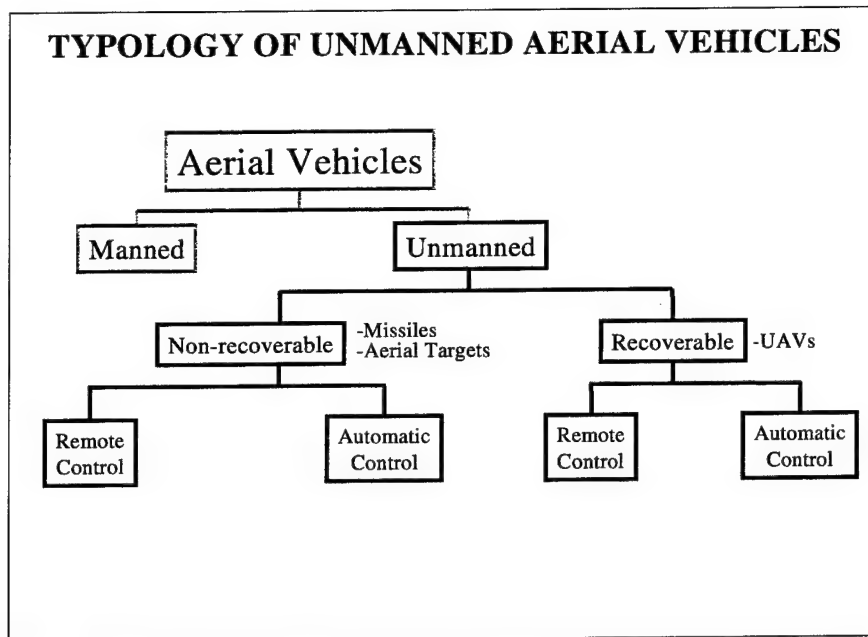 TYPOLOGY OF UNMANNED AERIAL VEHICLES
Aerial Vehicles
Manned
Unmanned
Non-recoverable
-Missiles
-Aerial Targets
Recoverable
-UAVs
Remote
Control
Automatic
Control
Remote
Control
Automatic
Control